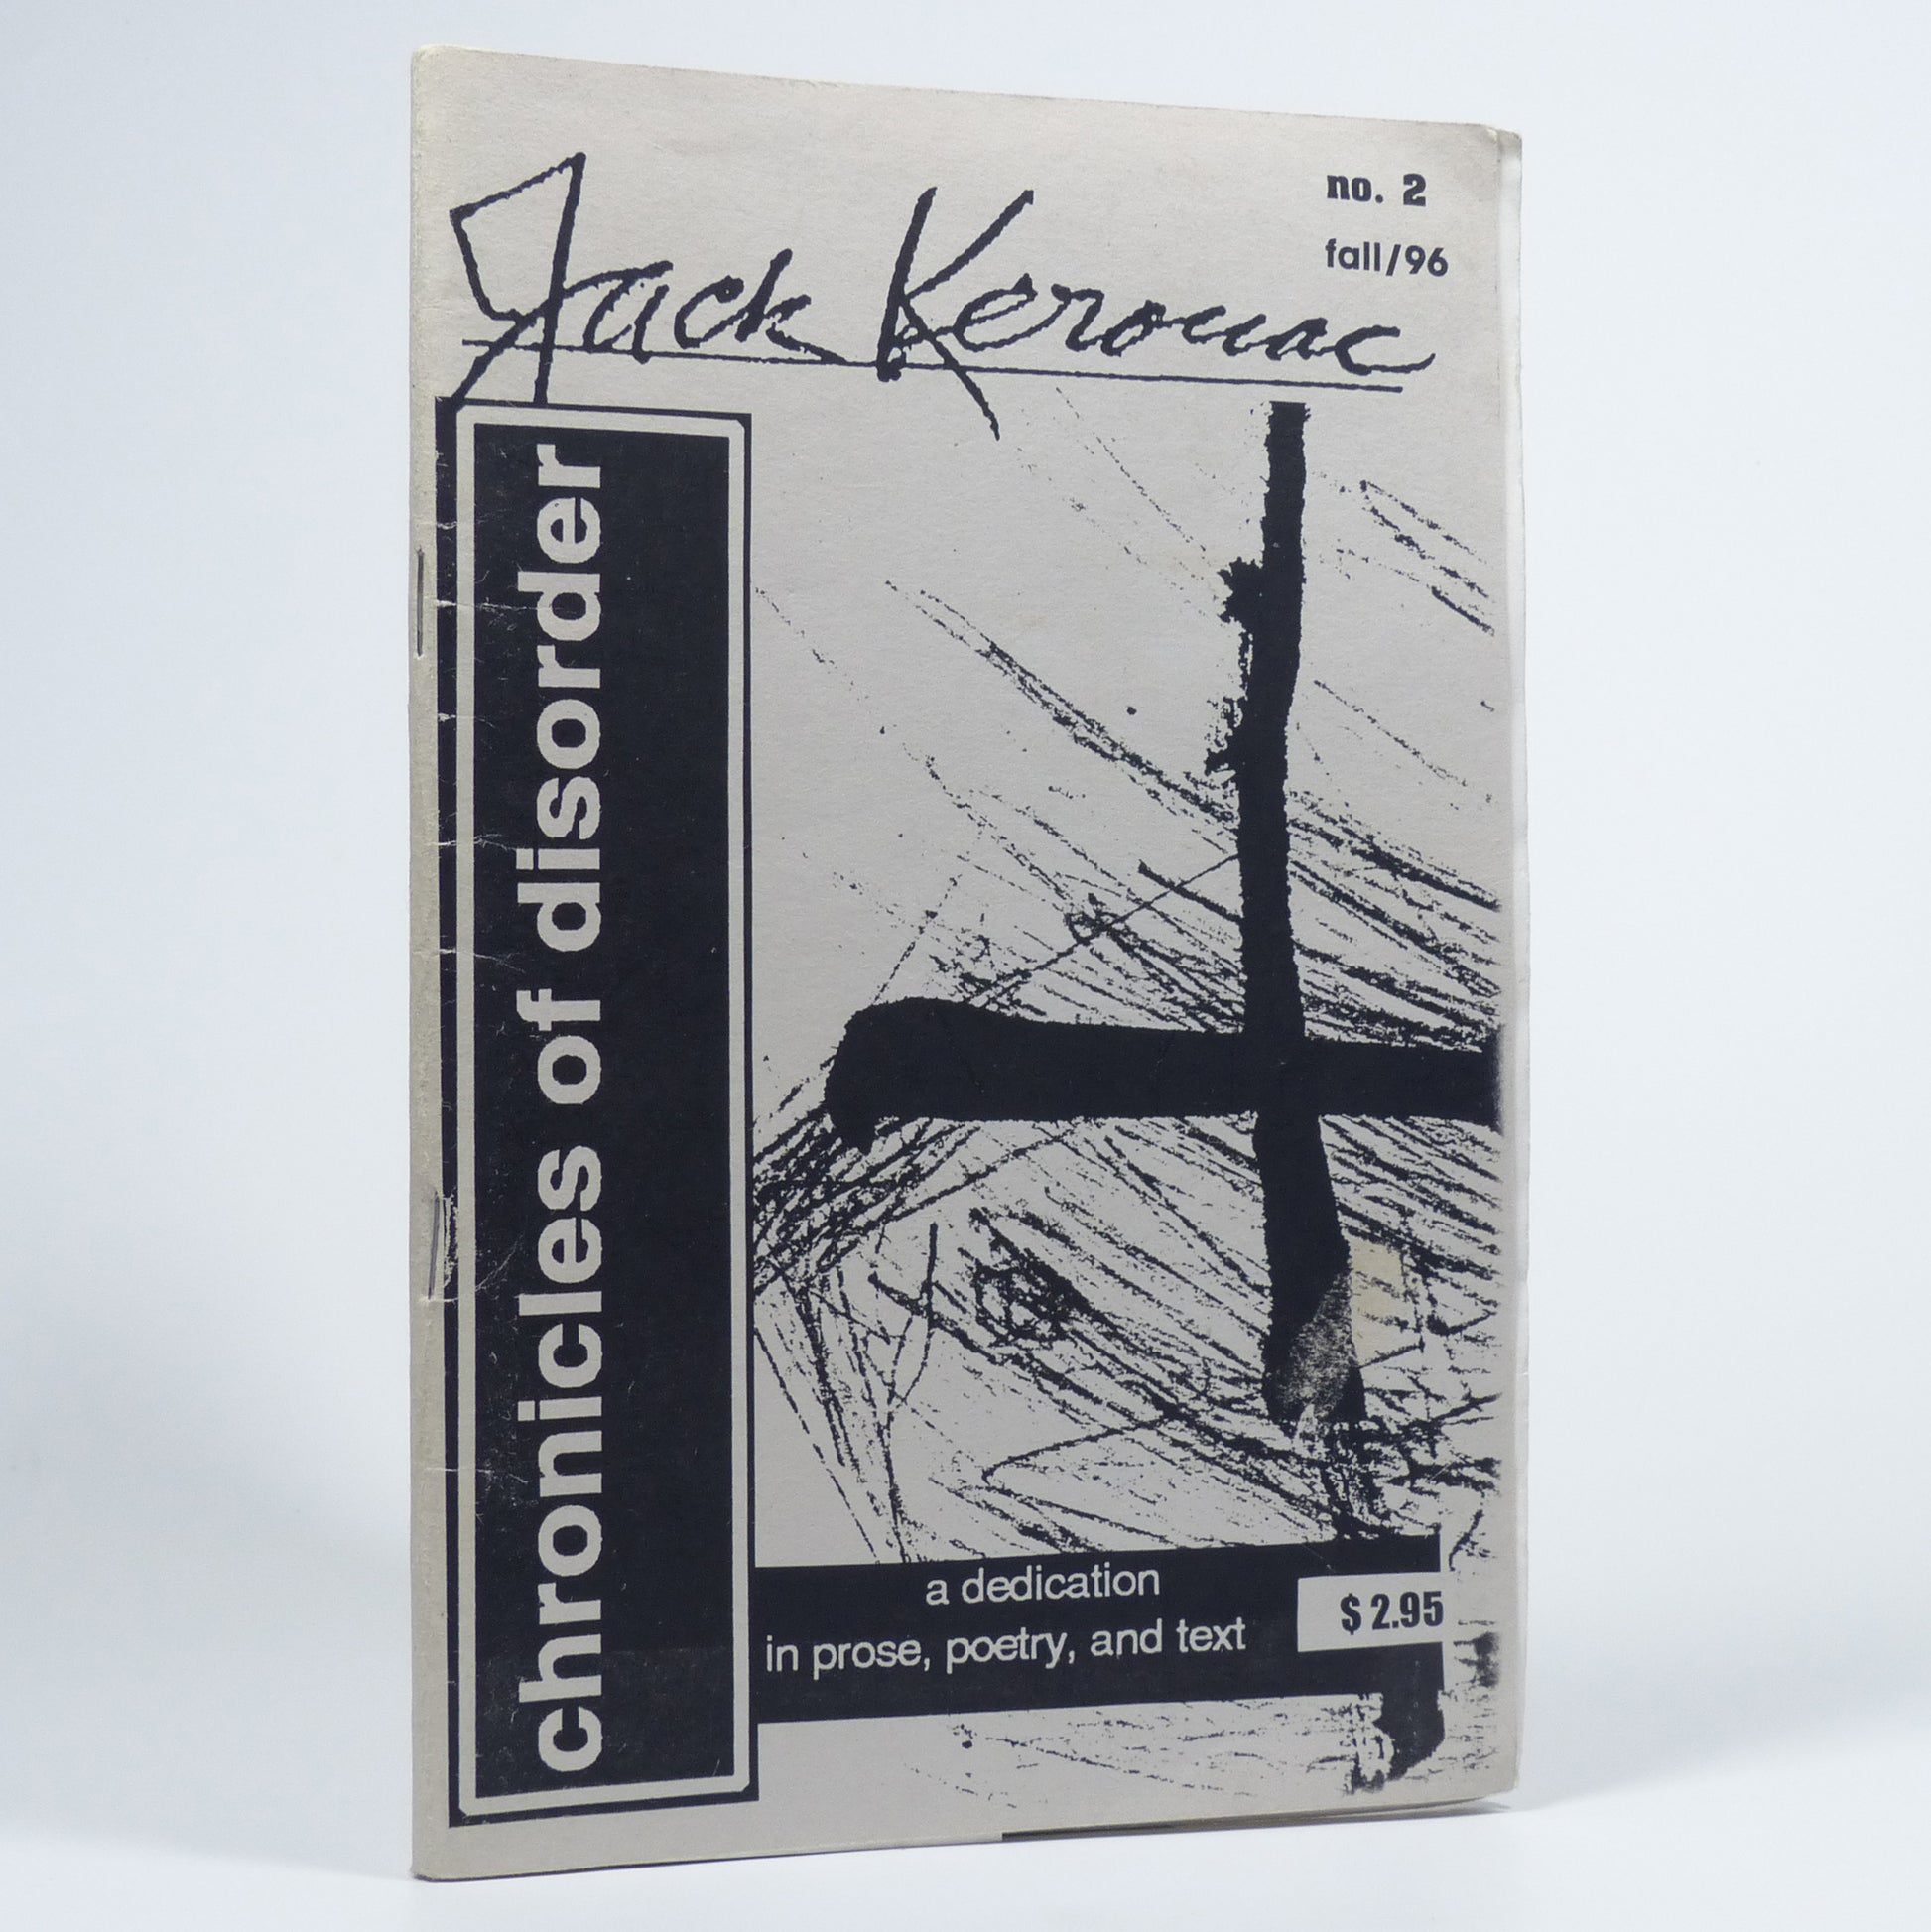 no. 2
fall/96
Jack Kerouac
chronicles of disorder
a dedication
in prose, poetry, and text
$2.95